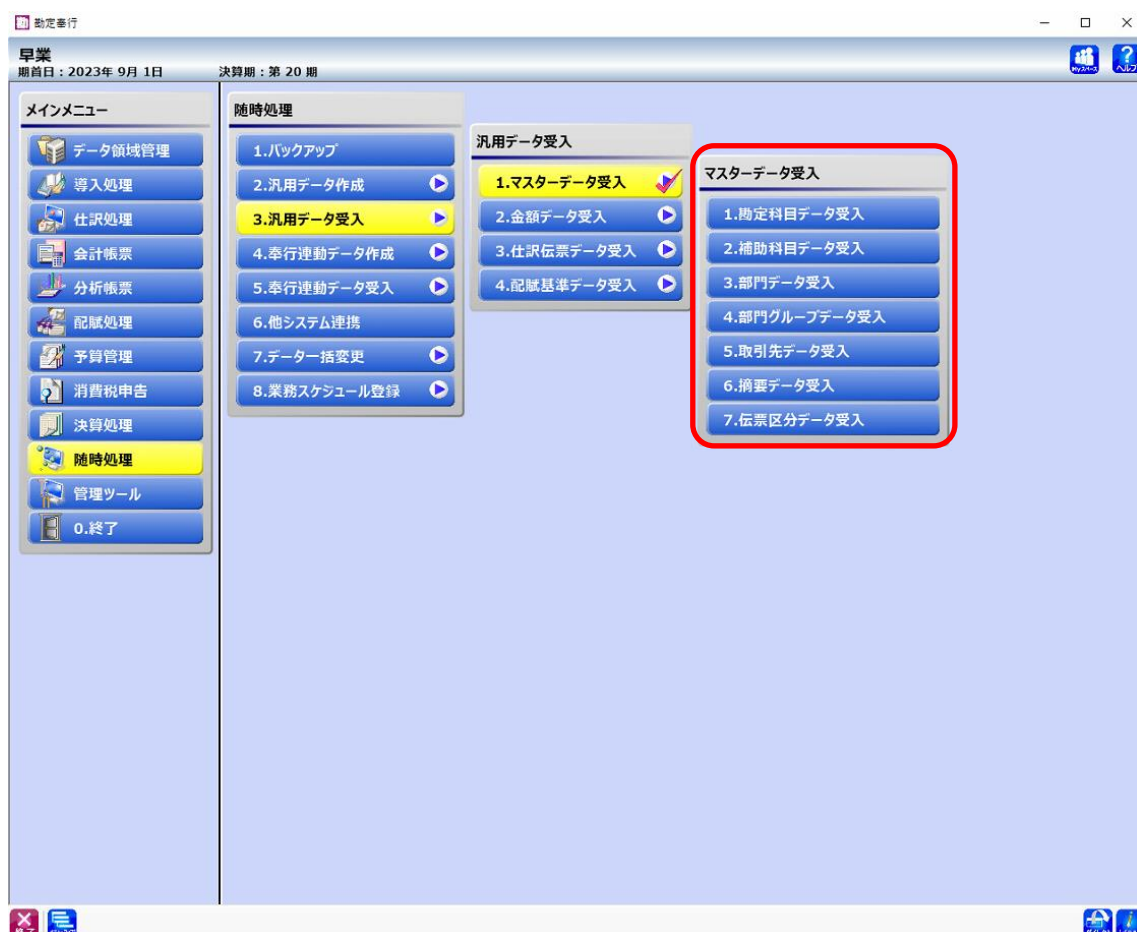 勘定奉行
早業
期首日：2023年 9月 1日 決算期：第 20 期
Myスペース
ヘルプ
メインメニュー
データ領域管理
導入処理
仕訳処理
会計帳票
分析帳票
配賦処理
予算管理
消費税申告
決算処理
随時処理
管理ツール
0.終了
随時処理
1.バックアップ
2.汎用データ作成
3.汎用データ受入
4.奉行連動データ作成
5.奉行連動データ受入
6.他システム連携
7.データ一括変更
8.業務スケジュール登録
汎用データ受入
1.マスターデータ受入
2.金額データ受入
3.仕訳伝票データ受入
4.配賦基準データ受入
マスターデータ受入
1.勘定科目データ受入
2.補助科目データ受入
3.部門データ受入
4.部門グループデータ受入
5.取引先データ受入
6.摘要データ受入
7.伝票区分データ受入
終了